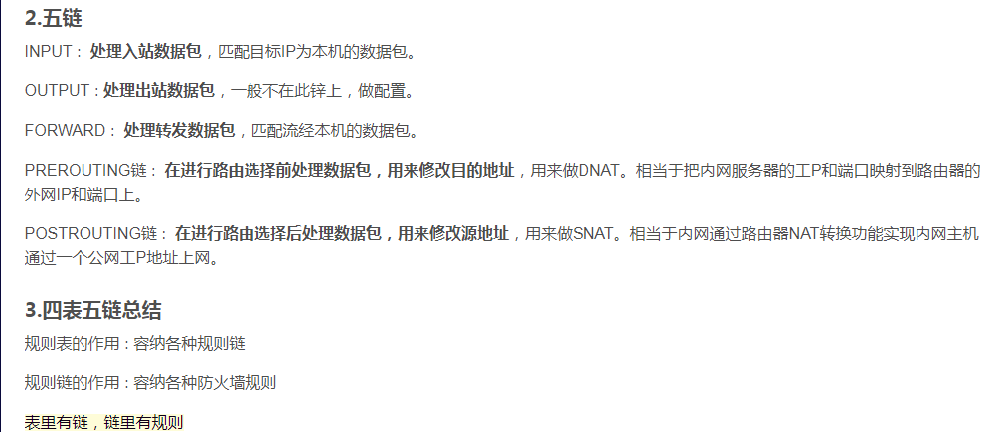 2.五链
INPUT： 处理入站数据包，匹配目标IP为本机的数据包。
OUTPUT：处理出站数据包，一般不在此锌上，做配置。
FORWARD： 处理转发数据包，匹配流经本机的数据包。
PREROUTING链： 在进行路由选择前处理数据包，用来修改目的地址，用来做DNAT。相当于把内网服务器的工P和端口映射到路由器的
外网IP和端口上。
POSTROUTING链： 在进行路由选择后处理数据包，用来修改源地址，用来做SNAT。相当于内网通过路由器NAT转换功能实现内网主机
通过一个公网工P地址上网。
3.四表五链总结
规则表的作用：容纳各种规则链
规则链的作用：容纳各种防火墙规则
表里有链，链里有规则